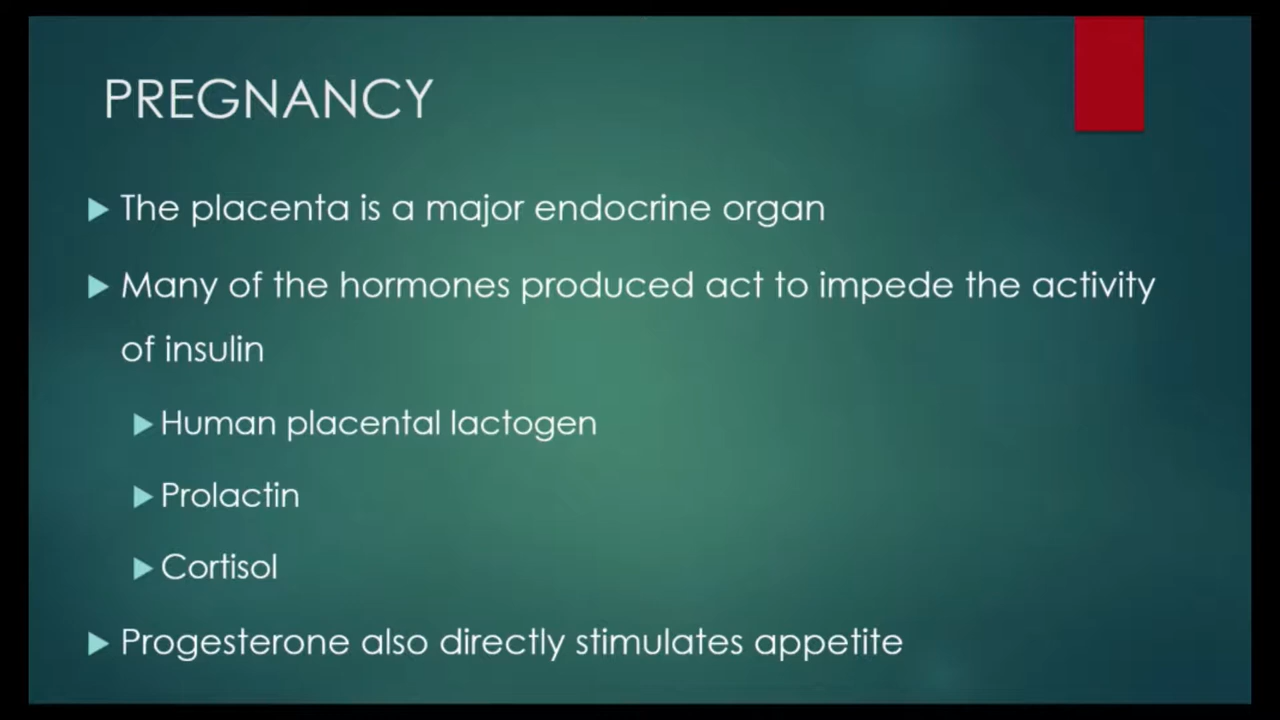 PREGNANCY
The placenta is a major endocrine organ
Many of the hormones produced act to impede the activity
of insulin
Human placental lactogen
Prolactin
Cortisol
Progesterone also directly stimulates appetite